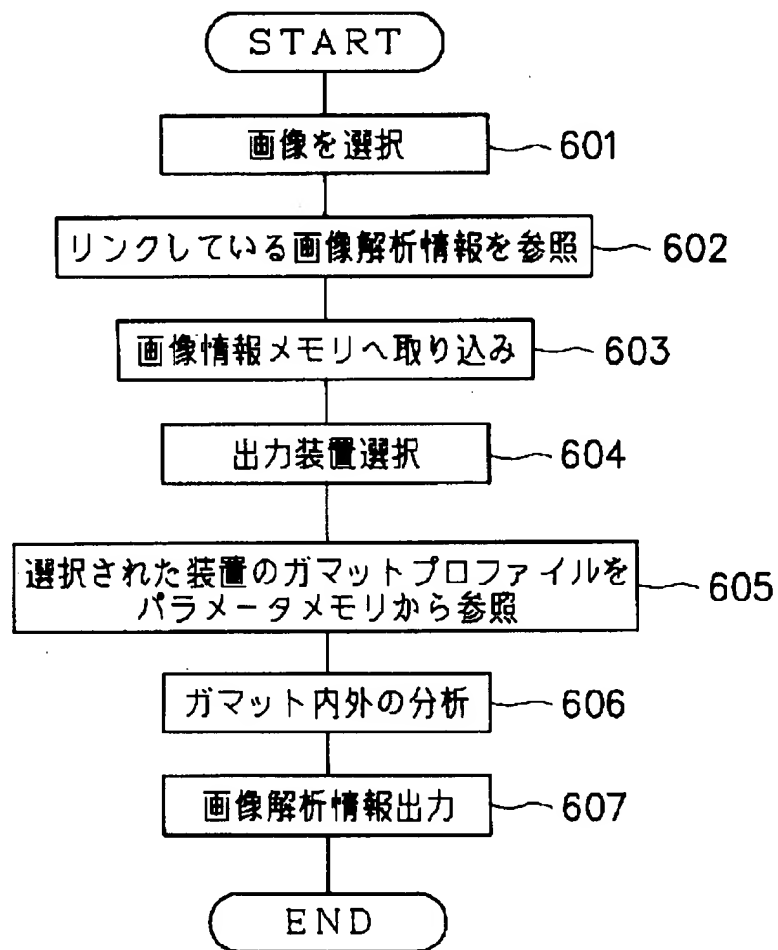 START
画像を選択 601
リンクしている画像解析情報を参照 602
画像情報メモリへ取り込み 603
出力装置選択 604
選択された装置のガマットプロファイルを
パラメータメモリから参照 605
ガマット内外の分析 606
画像解析情報出力 607
END